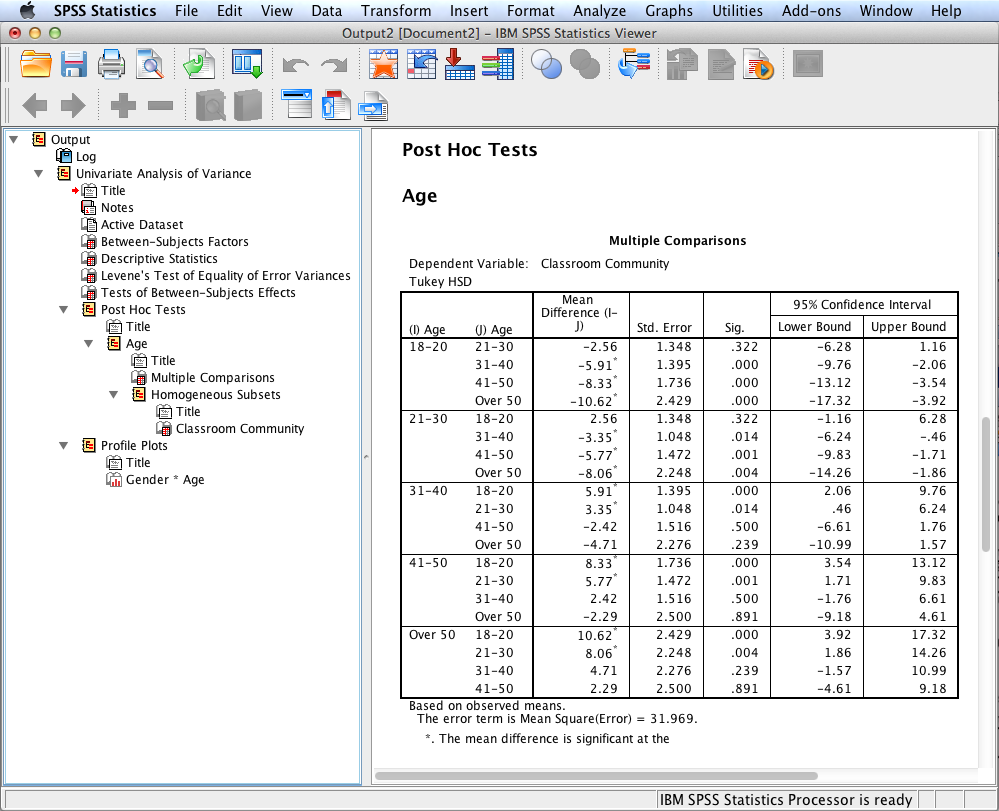 SPSS Statistics File Edit View Data Transform Insert Format Analyze Graphs Utilities Add-ons Window Help
Output2 [Document2] – IBM SPSS Statistics Viewer
Output
Log
Univariate Analysis of Variance
Title
Notes
Active Dataset
Between-Subjects Factors
Descriptive Statistics
Levene's Test of Equality of Error Variances
Tests of Between-Subjects Effects
Post Hoc Tests
Title
Age
Title
Multiple Comparisons
Homogeneous Subsets
Title
Classroom Community
Profile Plots
Title
Gender * Age
Post Hoc Tests
Age
Multiple Comparisons
Dependent Variable: Classroom Community
Tukey HSD
(I) Age (J) Age Mean Difference (I–J) Std. Error Sig. 95% Confidence Interval
Lower Bound Upper Bound
18–20 21–30 –2.56 1.348 .322 –6.28 1.16
31–40 –5.91* 1.395 .000 –9.76 –2.06
41–50 –8.33* 1.736 .000 –13.12 –3.54
Over 50 –10.62* 2.429 .000 –17.32 –3.92
21–30 18–20 2.56 1.348 .322 –1.16 6.28
31–40 –3.35* 1.048 .014 –6.24 –.46
41–50 –5.77* 1.472 .001 –9.83 –1.71
Over 50 –8.06* 2.248 .004 –14.26 –1.86
31–40 18–20 5.91* 1.395 .000 2.06 9.76
21–30 3.35* 1.048 .014 .46 6.24
41–50 –2.42 1.516 .500 –6.61 1.76
Over 50 –4.71 2.276 .239 –10.99 1.57
41–50 18–20 8.33* 1.736 .000 3.54 13.12
21–30 5.77* 1.472 .001 1.71 9.83
31–40 2.42 1.516 .500 –1.76 6.61
Over 50 –2.29 2.500 .891 –9.18 4.61
Over 50 18–20 10.62* 2.429 .000 3.92 17.32
21–30 8.06* 2.248 .004 1.86 14.26
31–40 4.71 2.276 .239 –1.57 10.99
41–50 2.29 2.500 .891 –4.61 9.18
Based on observed means.
The error term is Mean Square(Error) = 31.969.
*. The mean difference is significant at the
IBM SPSS Statistics Processor is ready